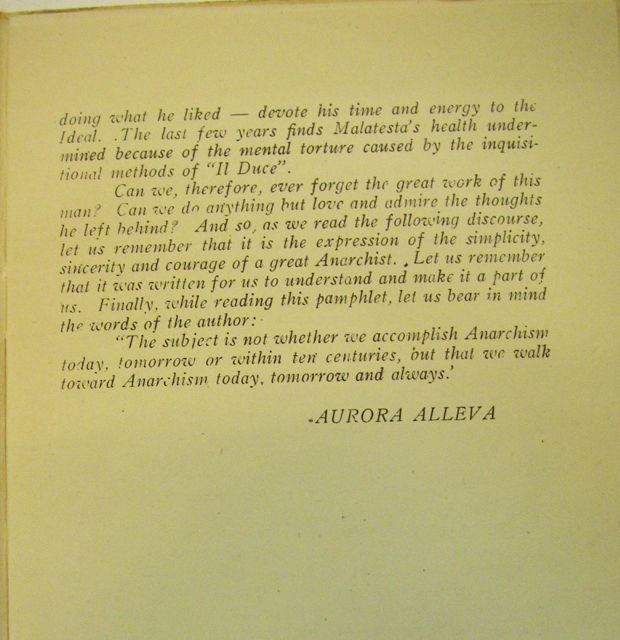 doing what he liked — devote his time and energy to the
Ideal. .The last few years finds Malatesta's health under-
mined because of the mental torture caused by the inquisi-
tional methods of "Il Duce".
Can we, therefore, ever forget the great work of this
man? Can we do anything but love and admire the thoughts
he left behind? And so, as we read the following discourse,
let us remember that it is the expression of the simplicity,
sincerity and courage of a great Anarchist. Let us remember
that it was written for us to understand and make it a part of
us. Finally, while reading this pamphlet, let us bear in mind
the words of the author:
"The subject is not whether we accomplish Anarchism
today, tomorrow or within ten centuries, but that we walk
toward Anarchism today, tomorrow and always.'
AURORA ALLEVA